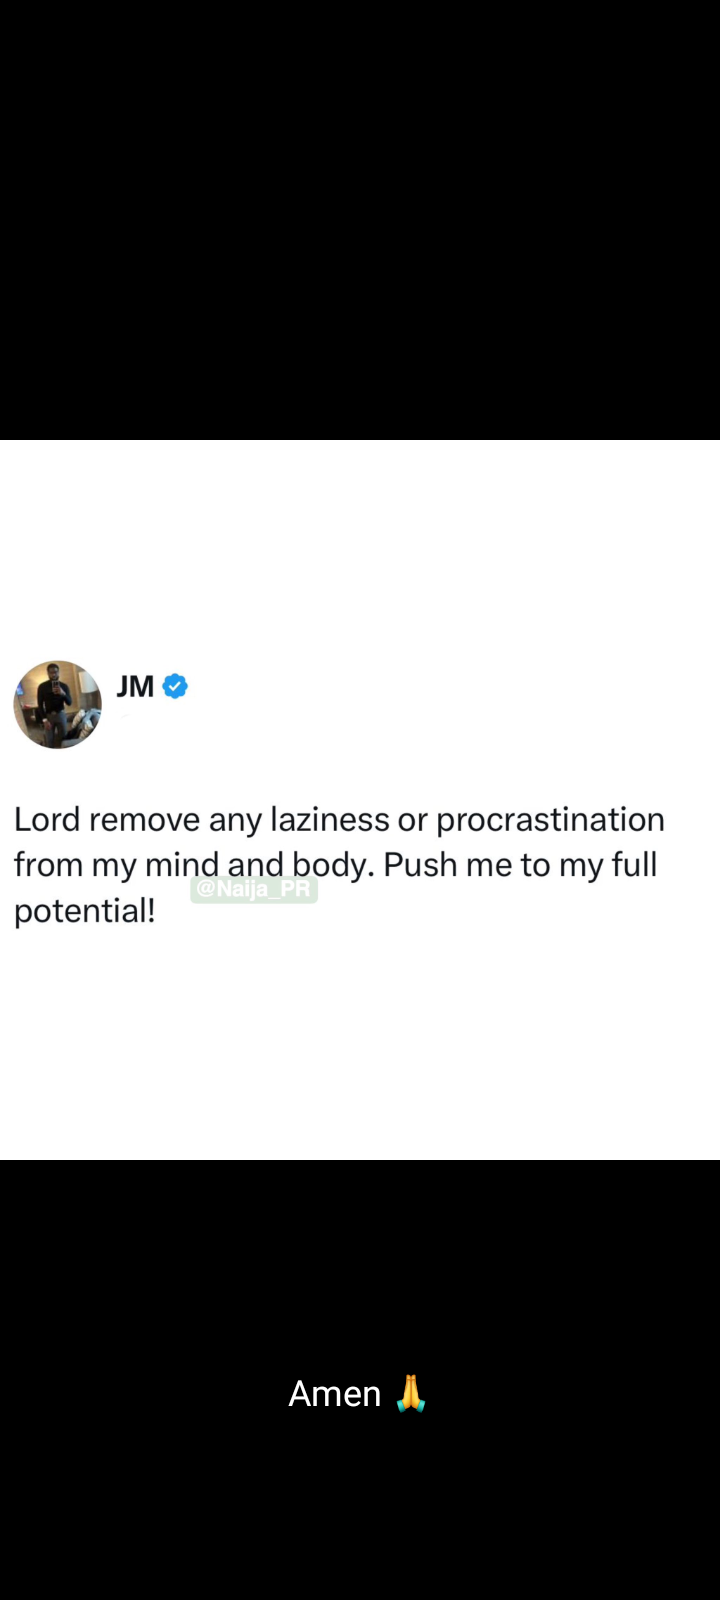 JM
Lord remove any laziness or procrastination
from my mind and body. Push me to my full
@Naija_PR
potential!
Amen 🙏